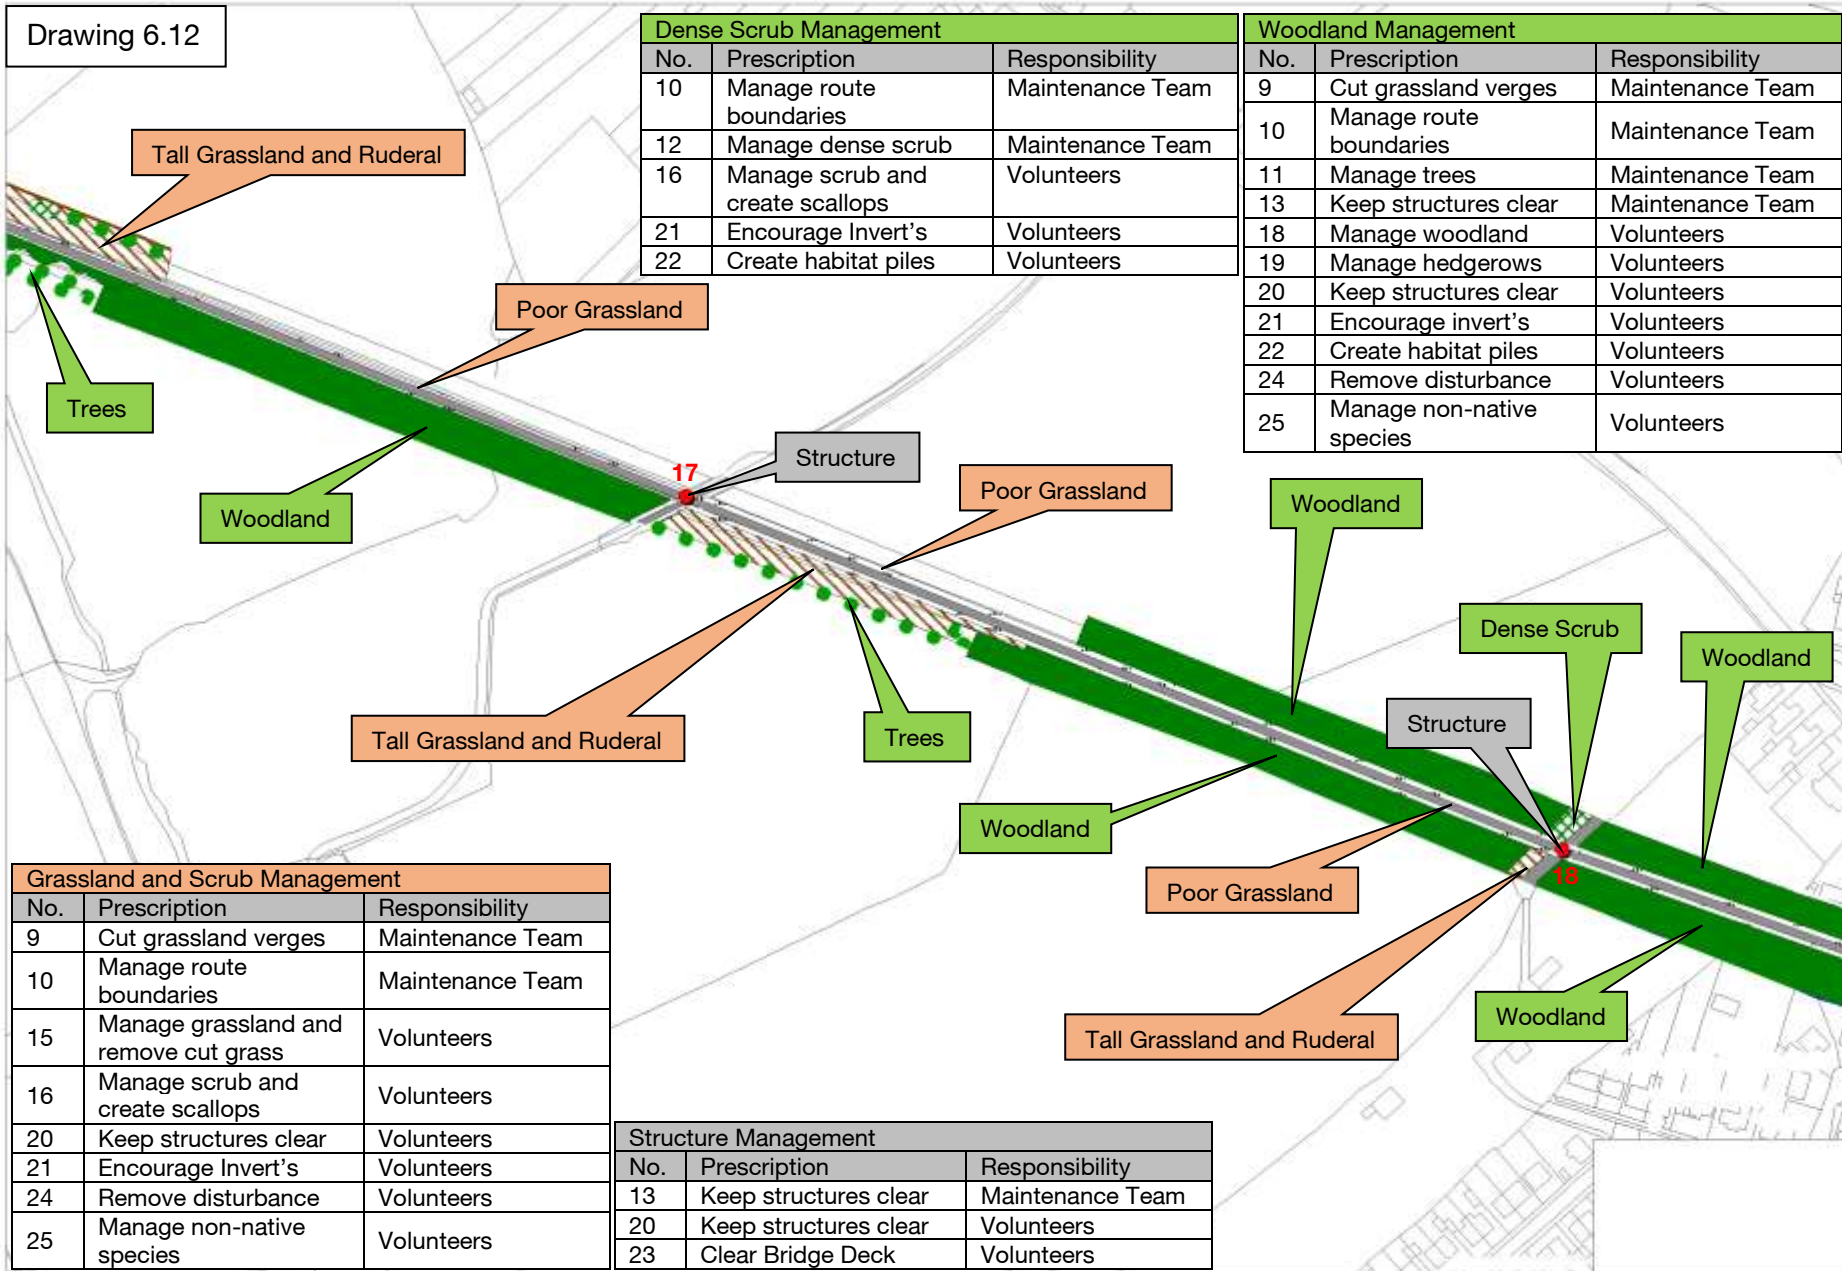 Drawing 6.12
Dense Scrub Management
No. Prescription Responsibility
10 Manage route boundaries Maintenance Team
12 Manage dense scrub Maintenance Team
16 Manage scrub and create scallops Volunteers
21 Encourage Invert's Volunteers
22 Create habitat piles Volunteers
Woodland Management
No. Prescription Responsibility
9 Cut grassland verges Maintenance Team
10 Manage route boundaries Maintenance Team
11 Manage trees Maintenance Team
13 Keep structures clear Maintenance Team
18 Manage woodland Volunteers
19 Manage hedgerows Volunteers
20 Keep structures clear Volunteers
21 Encourage invert's Volunteers
22 Create habitat piles Volunteers
24 Remove disturbance Volunteers
25 Manage non-native species Volunteers
Tall Grassland and Ruderal
Poor Grassland
Trees
Woodland
17
Structure
Poor Grassland
Woodland
Dense Scrub
Woodland
Tall Grassland and Ruderal
Trees
Structure
Woodland
Poor Grassland
18
Woodland
Tall Grassland and Ruderal
Grassland and Scrub Management
No. Prescription Responsibility
9 Cut grassland verges Maintenance Team
10 Manage route boundaries Maintenance Team
15 Manage grassland and remove cut grass Volunteers
16 Manage scrub and create scallops Volunteers
20 Keep structures clear Volunteers
21 Encourage Invert's Volunteers
24 Remove disturbance Volunteers
25 Manage non-native species Volunteers
Structure Management
No. Prescription Responsibility
13 Keep structures clear Maintenance Team
20 Keep structures clear Volunteers
23 Clear Bridge Deck Volunteers